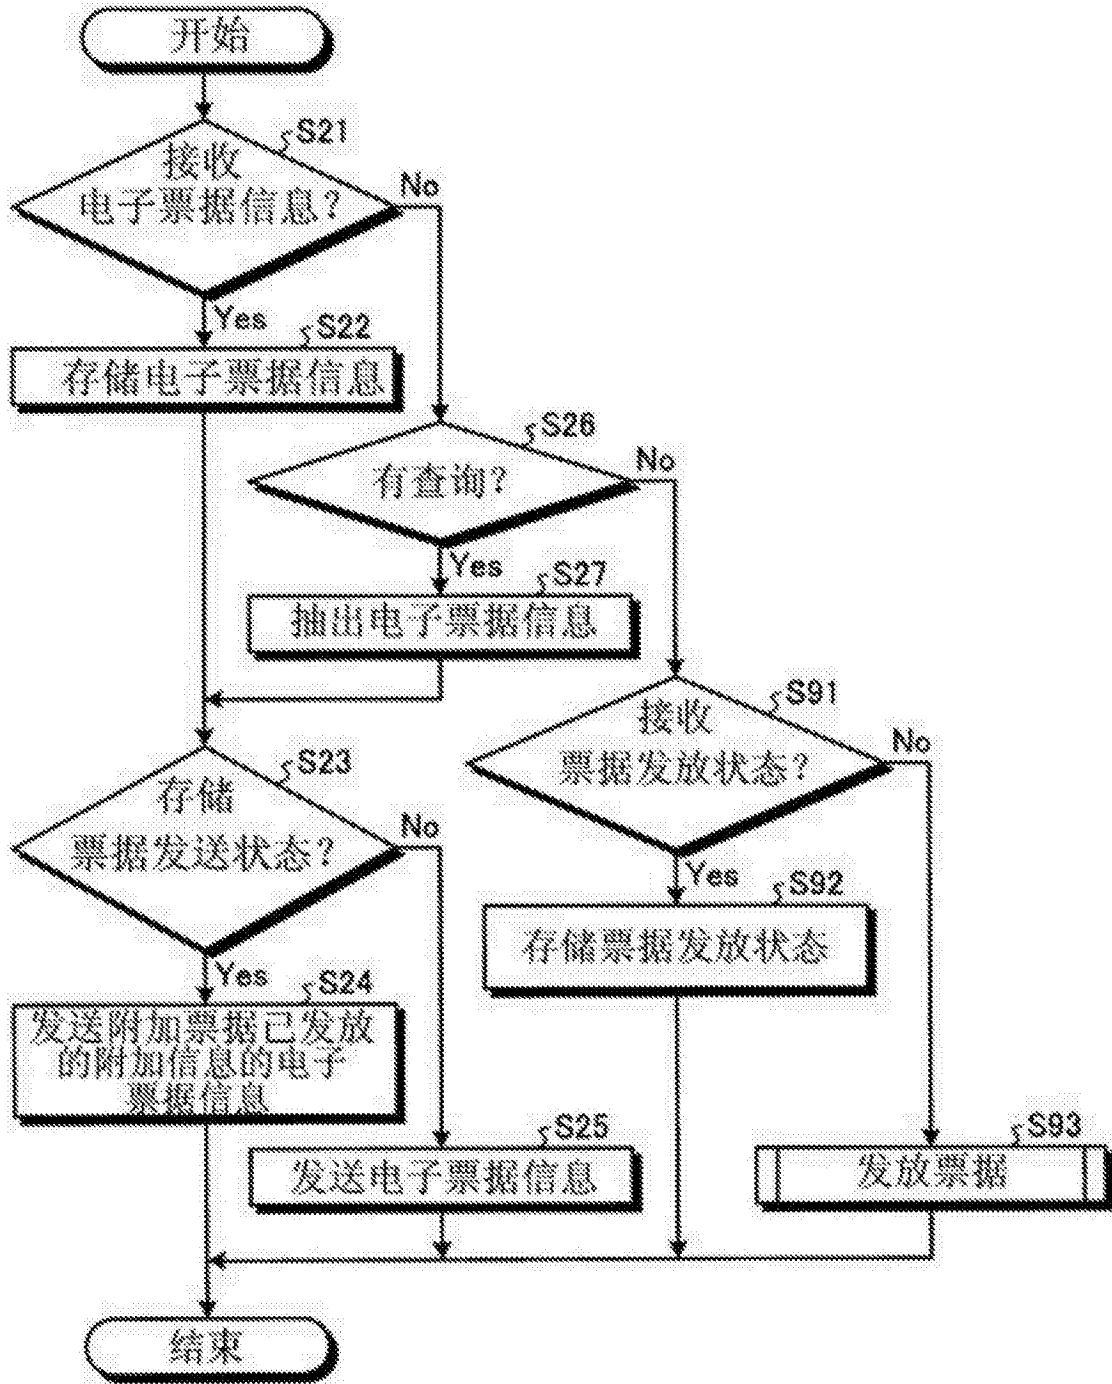 开始
S21
接收
电子票据信息？
No
Yes
S22
存储电子票据信息
S26
有查询？
No
Yes
S27
抽出电子票据信息
S91
接收
票据发放状态？
No
Yes
S92
存储票据发放状态
S23
存储
票据发送状态？
No
Yes
S24
发送附加票据已发放
的附加信息的电子
票据信息
S25
发送电子票据信息
S93
发放票据
结束